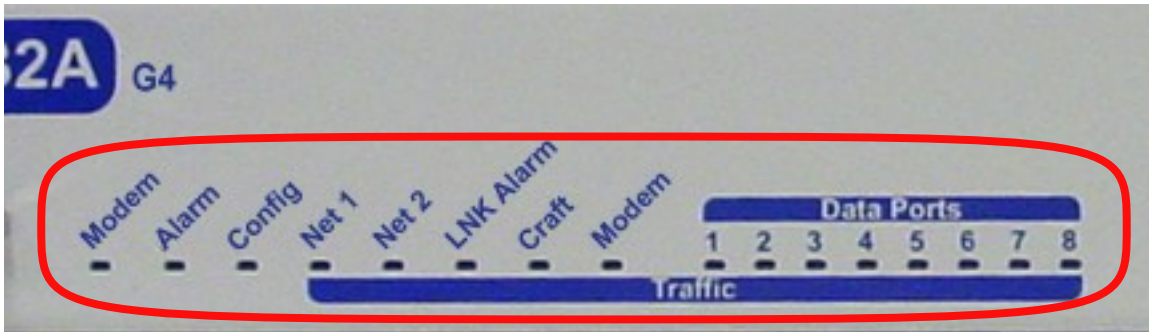 S2A G4
Modem Alarm Config Net 1 Net 2 LNK Alarm Craft Modem
Data Ports
1 2 3 4 5 6 7 8
Traffic